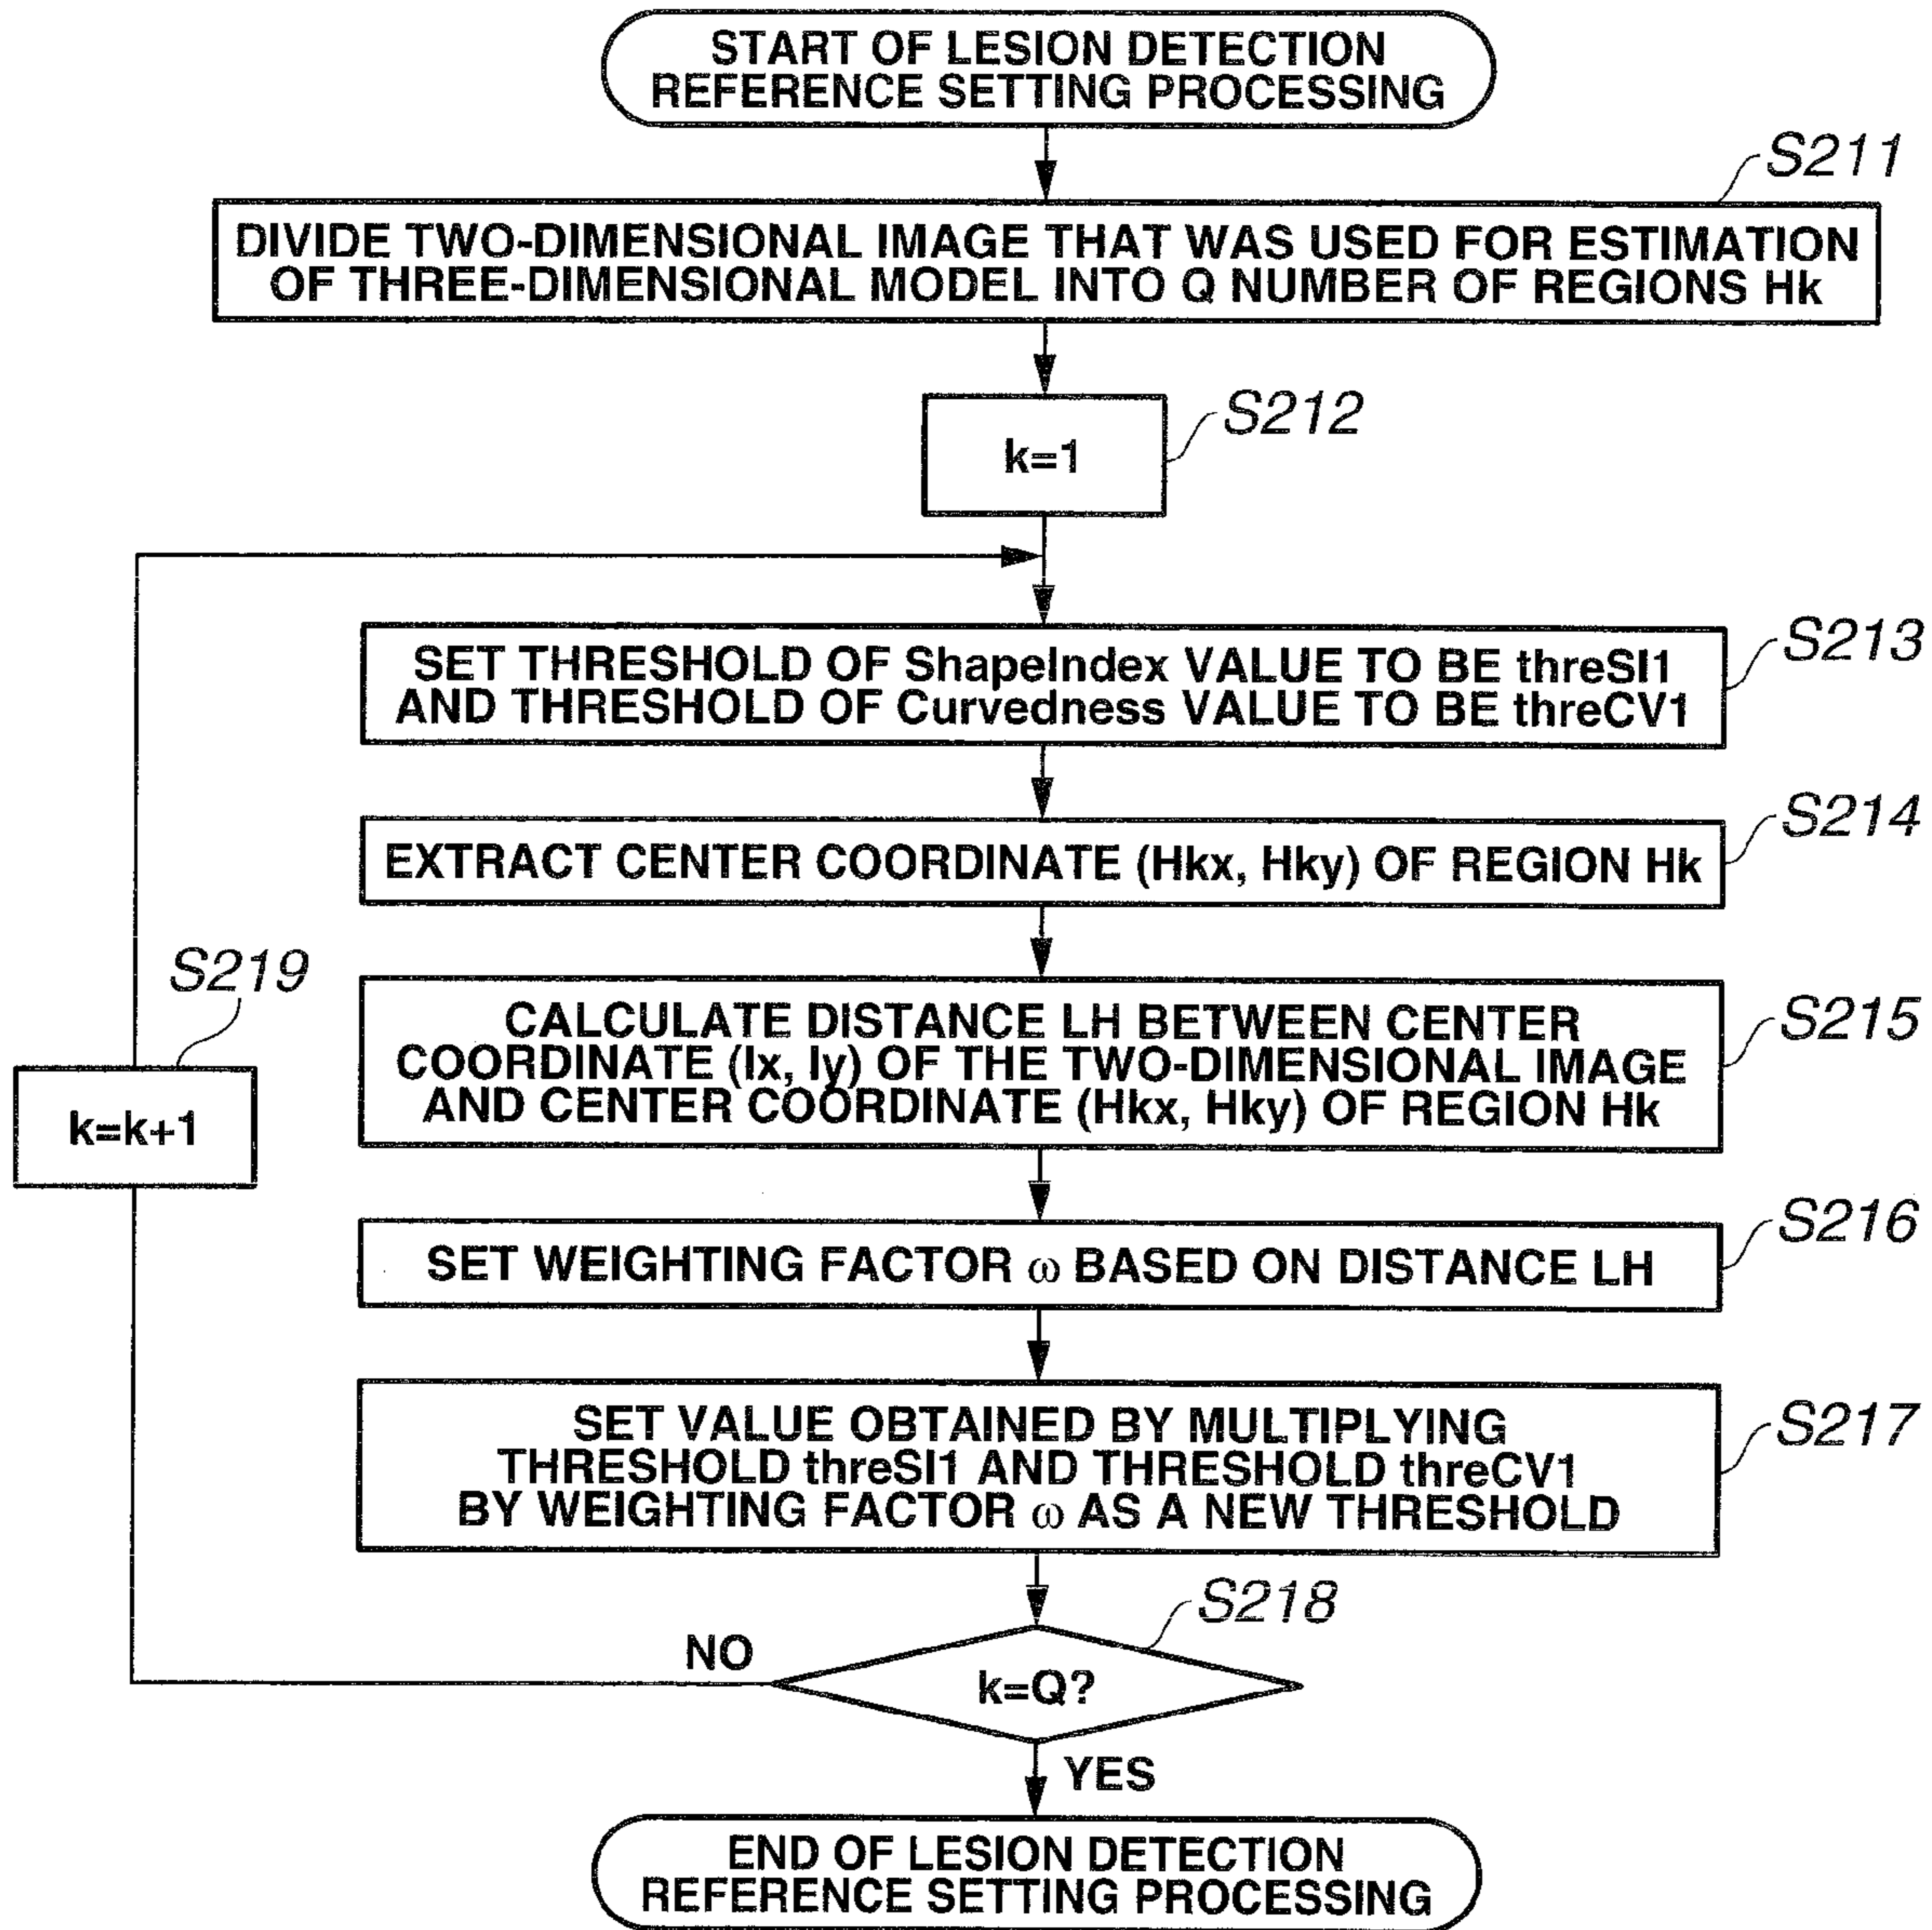 START OF LESION DETECTION
REFERENCE SETTING PROCESSING
S211
DIVIDE TWO-DIMENSIONAL IMAGE THAT WAS USED FOR ESTIMATION
OF THREE-DIMENSIONAL MODEL INTO Q NUMBER OF REGIONS Hk
S212
k=1
S213
SET THRESHOLD OF ShapeIndex VALUE TO BE threSI1
AND THRESHOLD OF Curvedness VALUE TO BE threCV1
S214
EXTRACT CENTER COORDINATE (Hkx, Hky) OF REGION Hk
S219
k=k+1
S215
CALCULATE DISTANCE LH BETWEEN CENTER
COORDINATE (Ix, Iy) OF THE TWO-DIMENSIONAL IMAGE
AND CENTER COORDINATE (Hkx, Hky) OF REGION Hk
S216
SET WEIGHTING FACTOR ω BASED ON DISTANCE LH
S217
SET VALUE OBTAINED BY MULTIPLYING
THRESHOLD threSI1 AND THRESHOLD threCV1
BY WEIGHTING FACTOR ω AS A NEW THRESHOLD
S218
NO
k=Q?
YES
END OF LESION DETECTION
REFERENCE SETTING PROCESSING